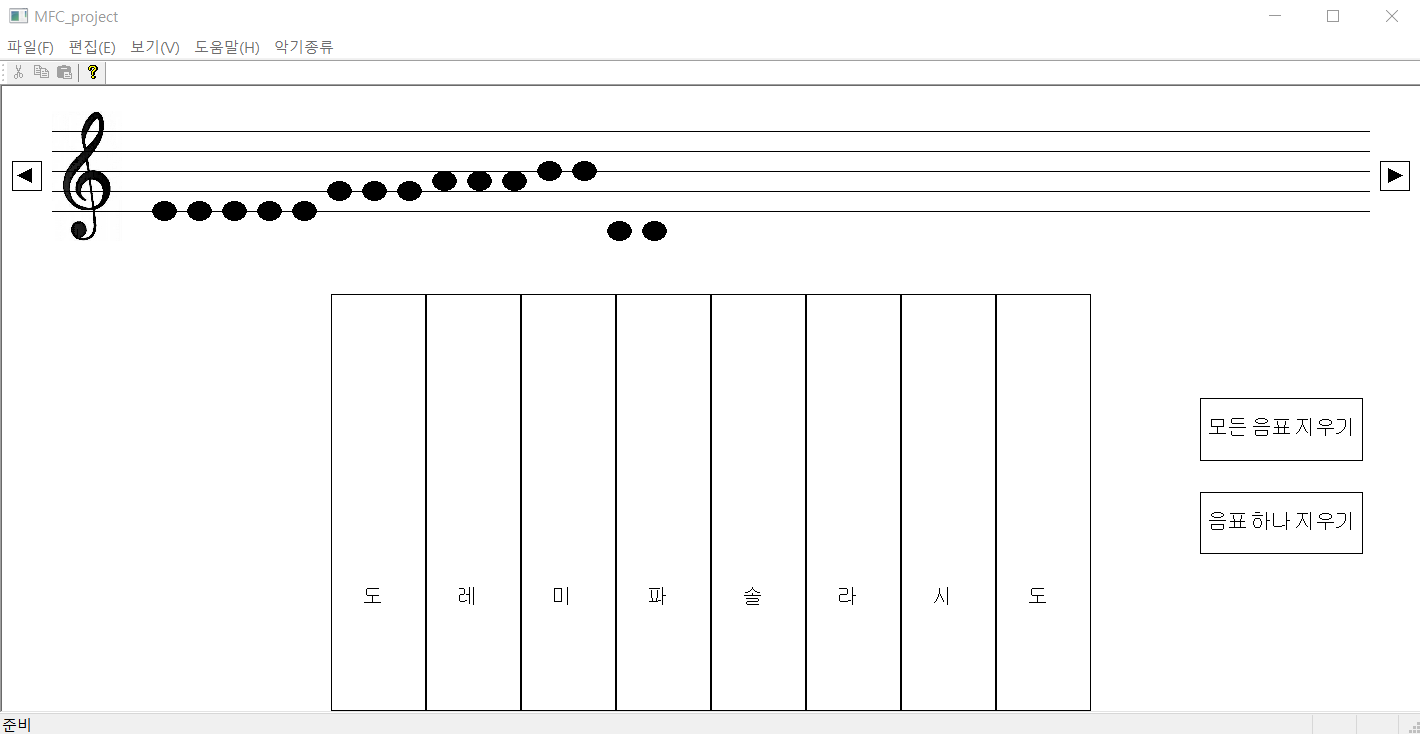 MFC_project
파일(F) 편집(E) 보기(V) 도움말(H) 악기종류
모든 음표 지우기
음표 하나 지우기
도 레 미 파 솔 라 시 도
준비